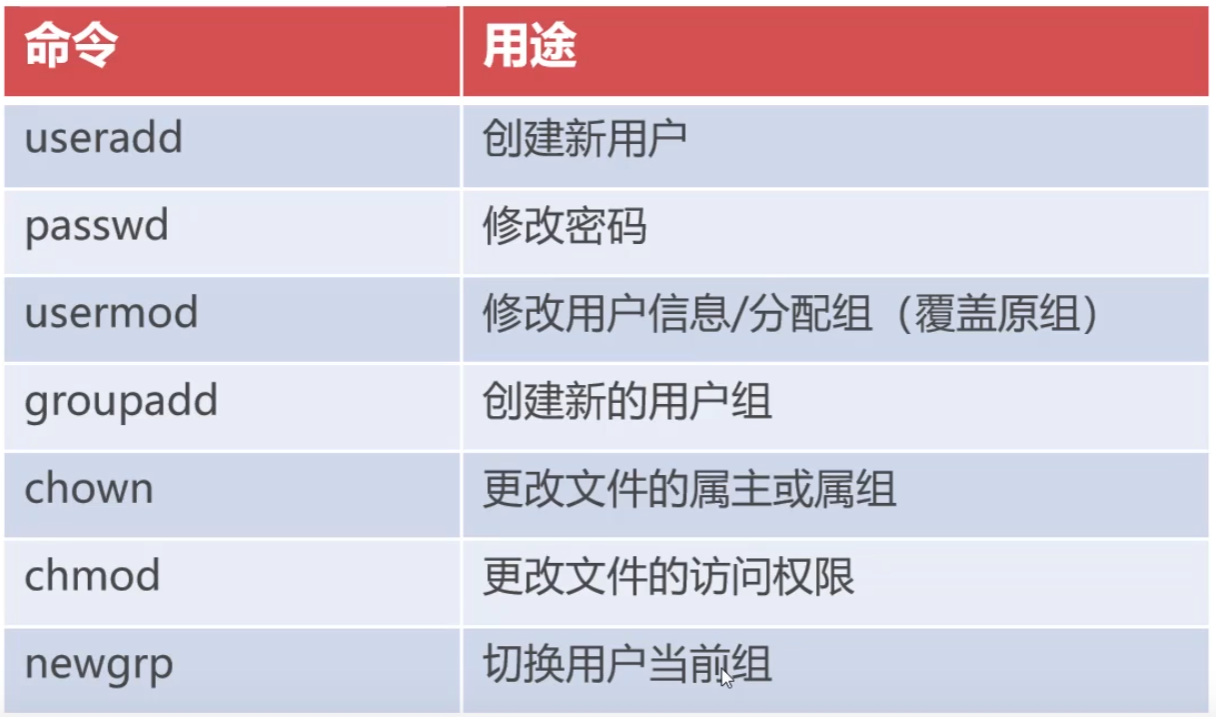 命令 用途
useradd 创建新用户
passwd 修改密码
usermod 修改用户信息/分配组（覆盖原组）
groupadd 创建新的用户组
chown 更改文件的属主或属组
chmod 更改文件的访问权限
newgrp 切换用户当前组